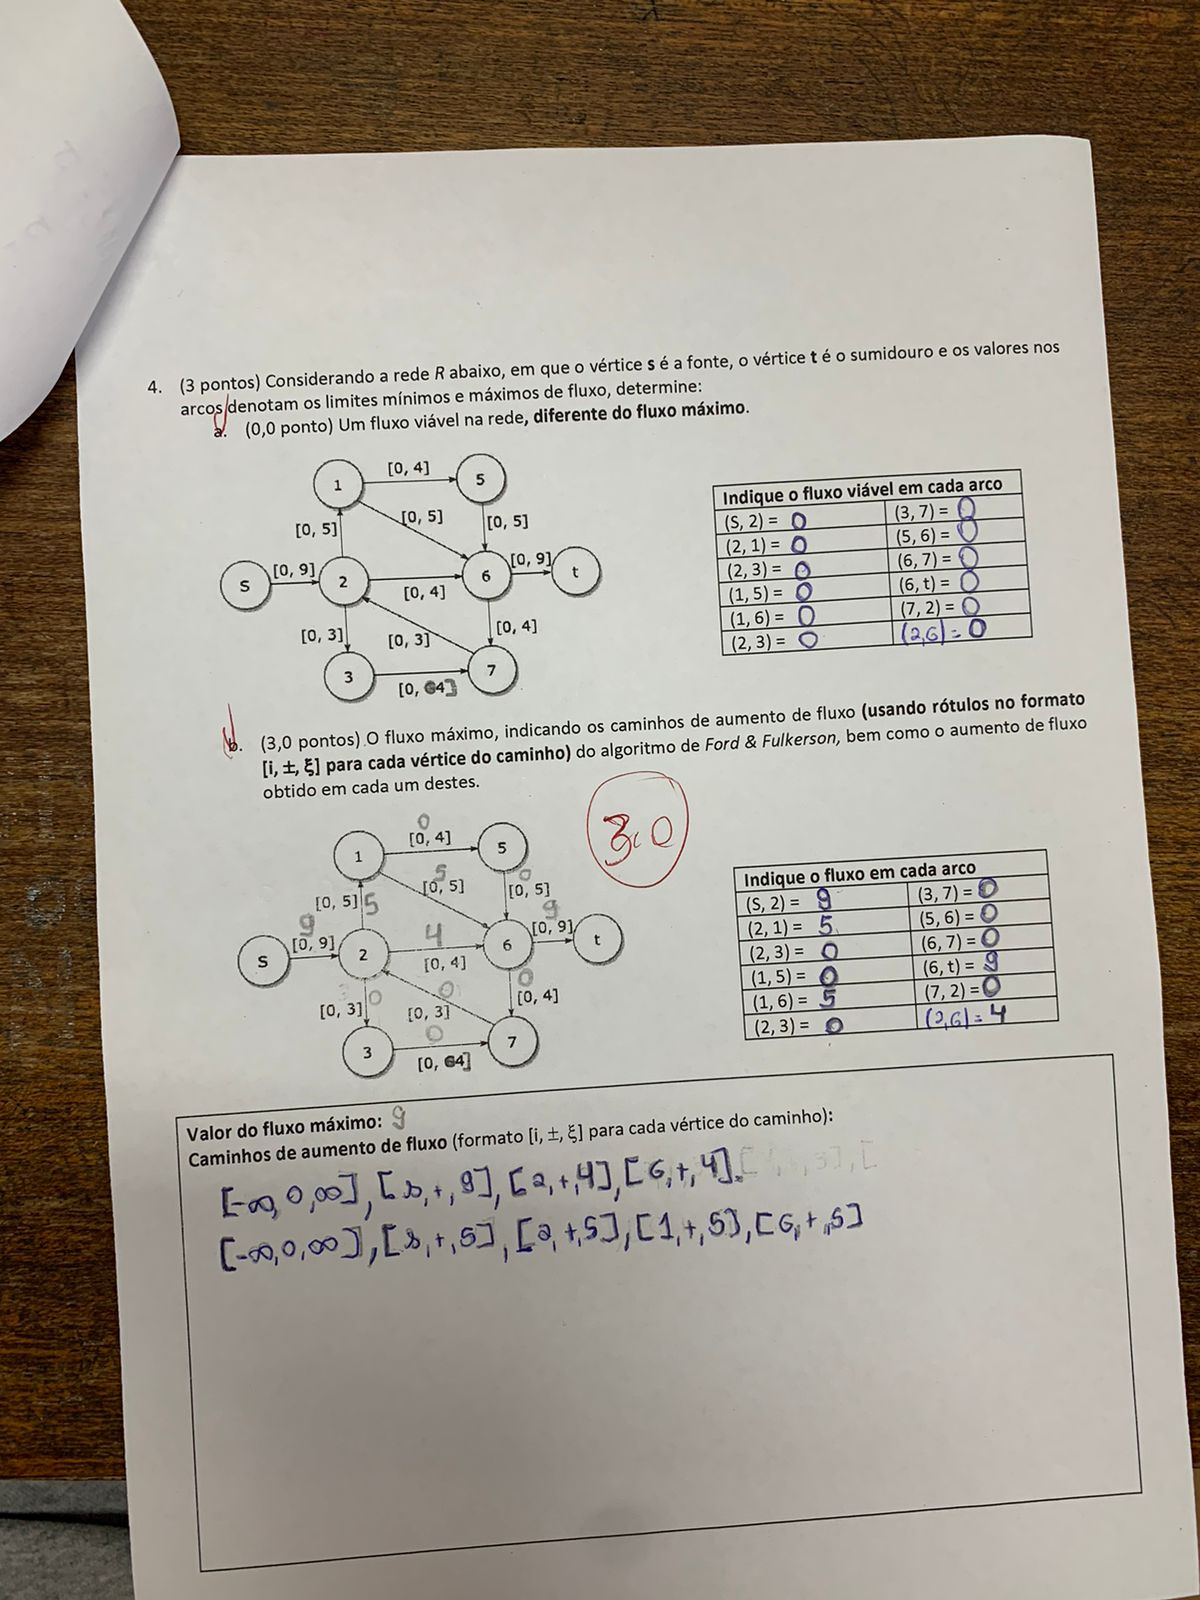 4. (3 pontos) Considerando a rede R abaixo, em que o vértice s é a fonte, o vértice t é o sumidouro e os valores nos
arcos denotam os limites mínimos e máximos de fluxo, determine:
a. (0,0 ponto) Um fluxo viável na rede, diferente do fluxo máximo.
[0, 4]
1
5
[0, 5]
[0, 5]
[0, 5]
[0, 9]
[0, 9]
S
2
6
t
[0, 4]
[0, 3]
[0, 3]
[0, 4]
3
7
[0, 64]
Indique o fluxo viável em cada arco
(S, 2) = 0 (3, 7) = 0
(2, 1) = 0 (5, 6) = 0
(2, 3) = 0 (6, 7) = 0
(1, 5) = 0 (6, t) = 0
(1, 6) = 0 (7, 2) = 0
(2, 3) = 0 (2,6) = 0
b. (3,0 pontos) O fluxo máximo, indicando os caminhos de aumento de fluxo (usando rótulos no formato
[i, ±, ξ] para cada vértice do caminho) do algoritmo de Ford & Fulkerson, bem como o aumento de fluxo
obtido em cada um destes.
3.0
0
[0, 4]
1
5
5
[0, 5]
0
[0, 5]
[0, 5] 5
9
[0, 9]
4
9
[0, 9]
S
2
6
t
[0, 4]
[0, 3] 0
0
[0, 3]
0
[0, 4]
0
3
7
[0, 64]
Indique o fluxo em cada arco
(S, 2) = 9 (3, 7) = 0
(2, 1) = 5 (5, 6) = 0
(2, 3) = 0 (6, 7) = 0
(1, 5) = 0 (6, t) = 9
(1, 6) = 5 (7, 2) = 0
(2, 3) = 0 (2,6) = 4
Valor do fluxo máximo: 9
Caminhos de aumento de fluxo (formato [i, ±, ξ] para cada vértice do caminho):
[-∞, 0, ∞], [s, +, 9], [2, +, 4], [6, +, 4].
[-∞, 0, ∞], [s, +, 5], [2, +, 5], [1, +, 5], [6, +, 5]